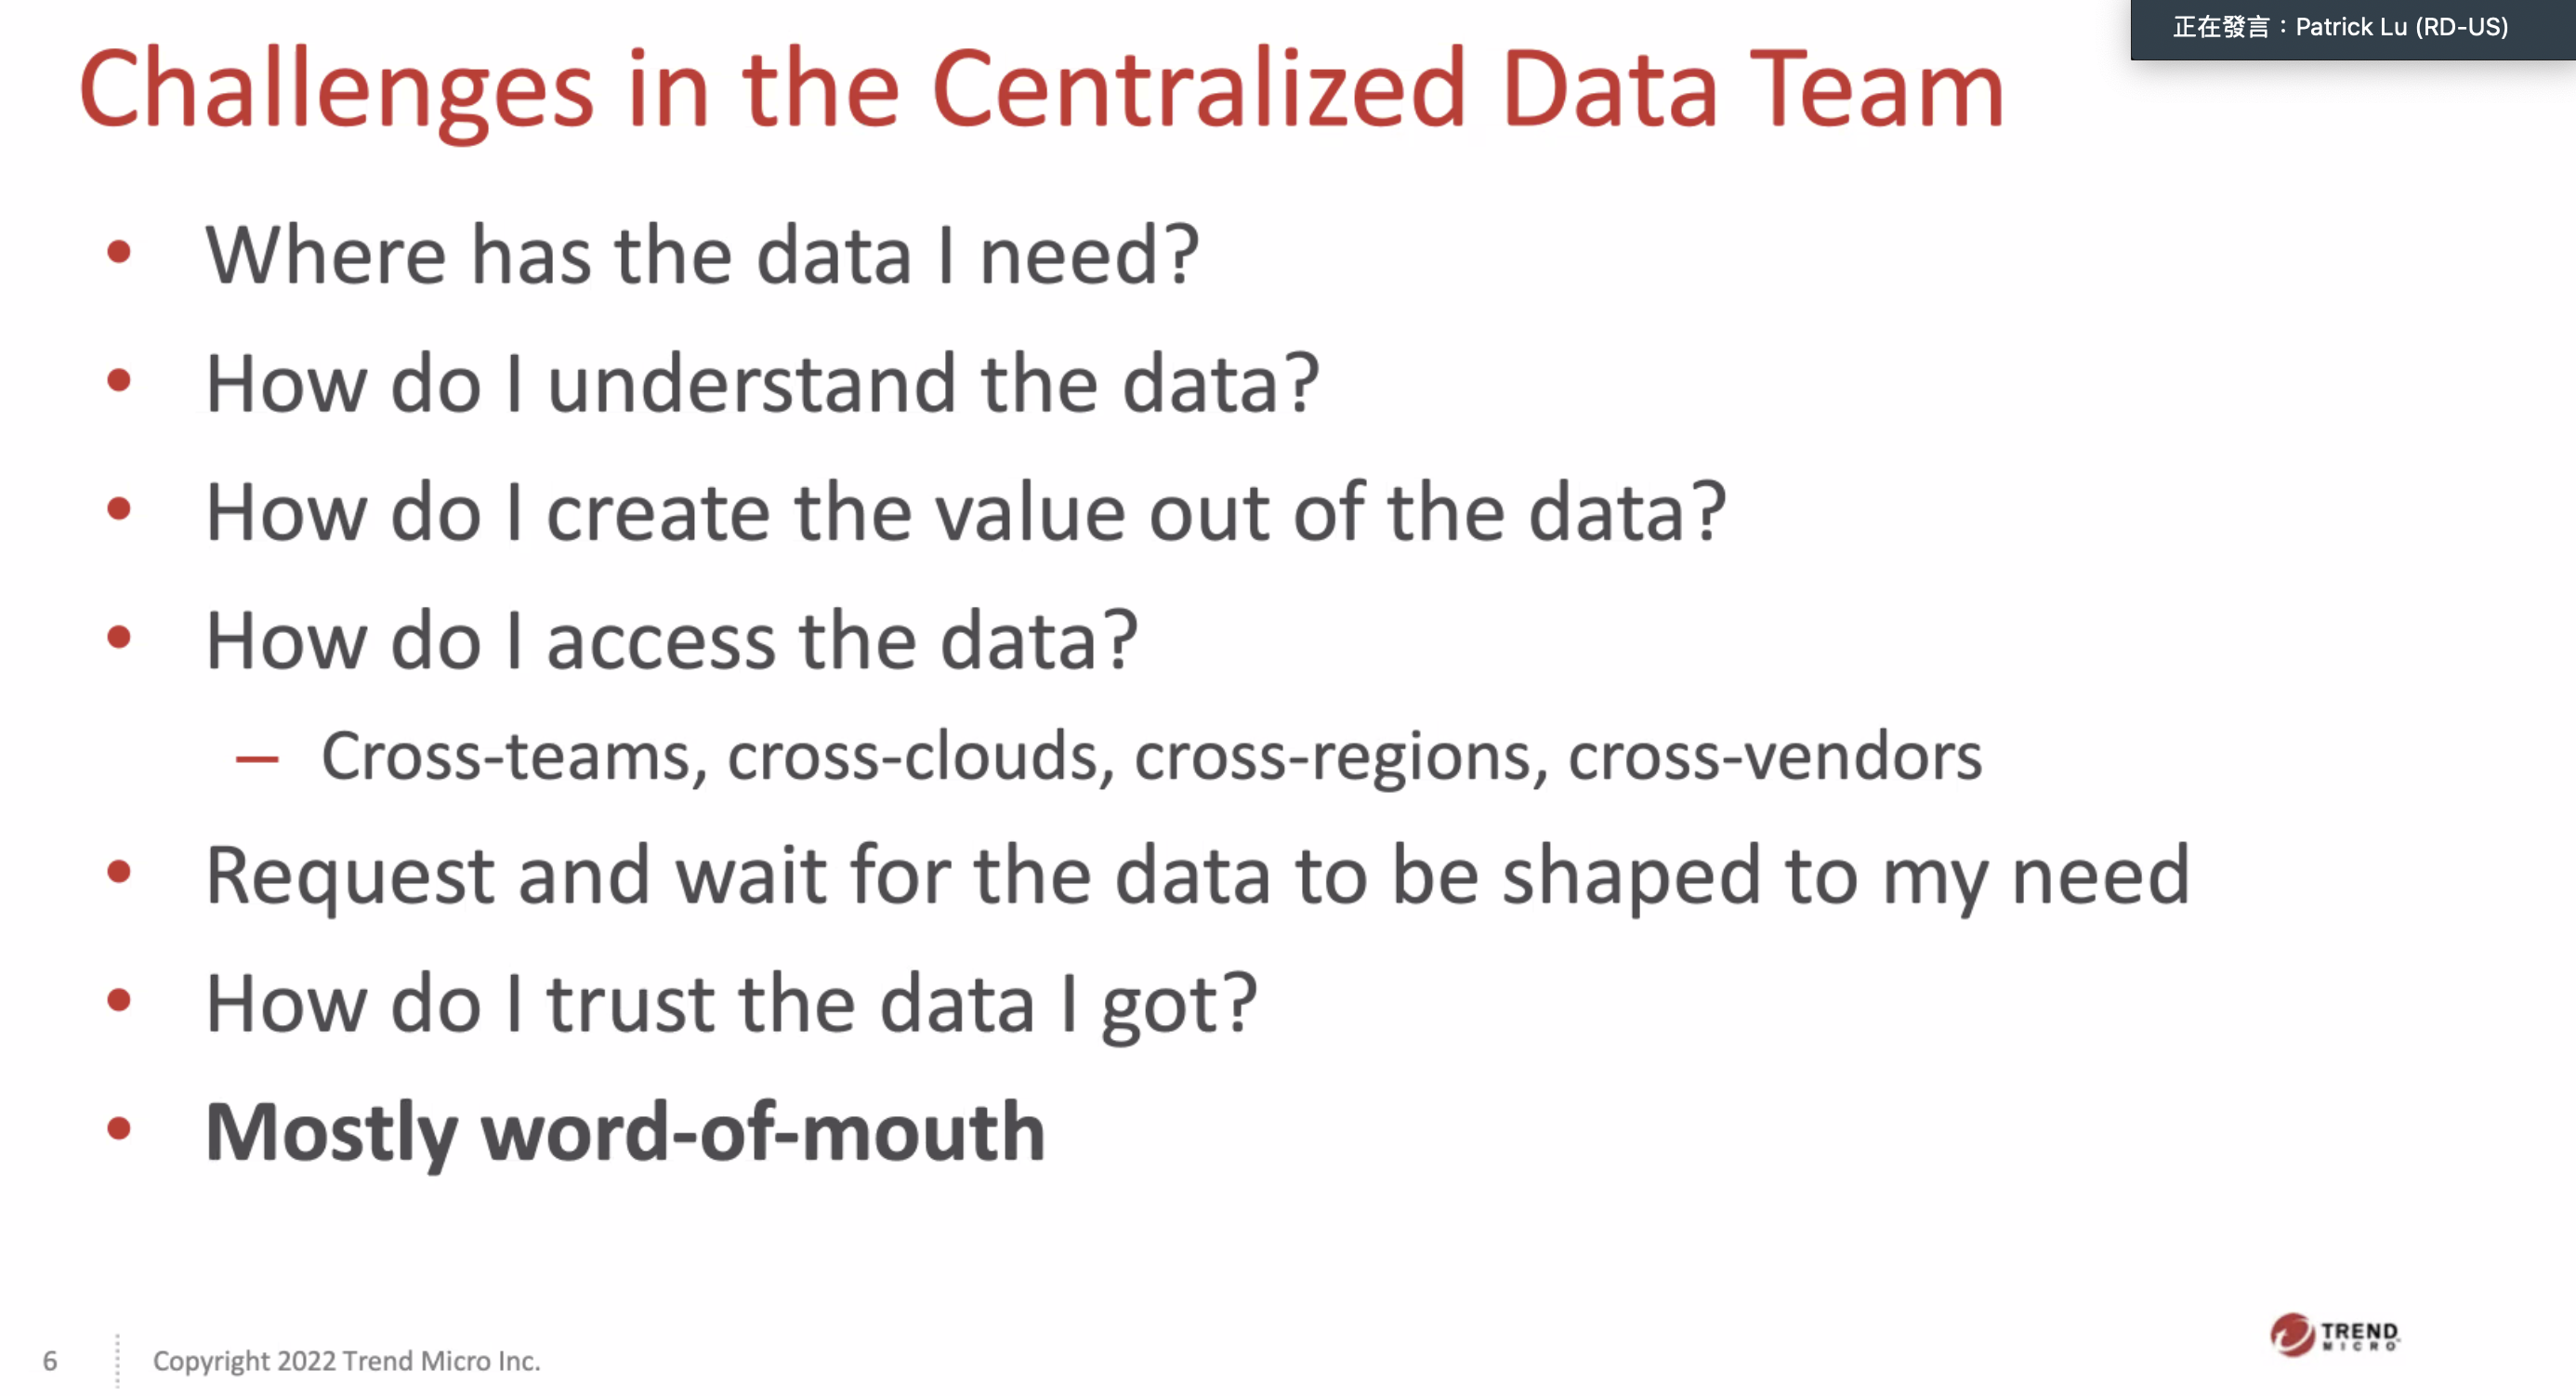 正在發言：Patrick Lu (RD-US)
Challenges in the Centralized Data Team
• Where has the data I need?
• How do I understand the data?
• How do I create the value out of the data?
• How do I access the data?
– Cross-teams, cross-clouds, cross-regions, cross-vendors
• Request and wait for the data to be shaped to my need
• How do I trust the data I got?
• Mostly word-of-mouth
6
Copyright 2022 Trend Micro Inc.
TREND
MICRO